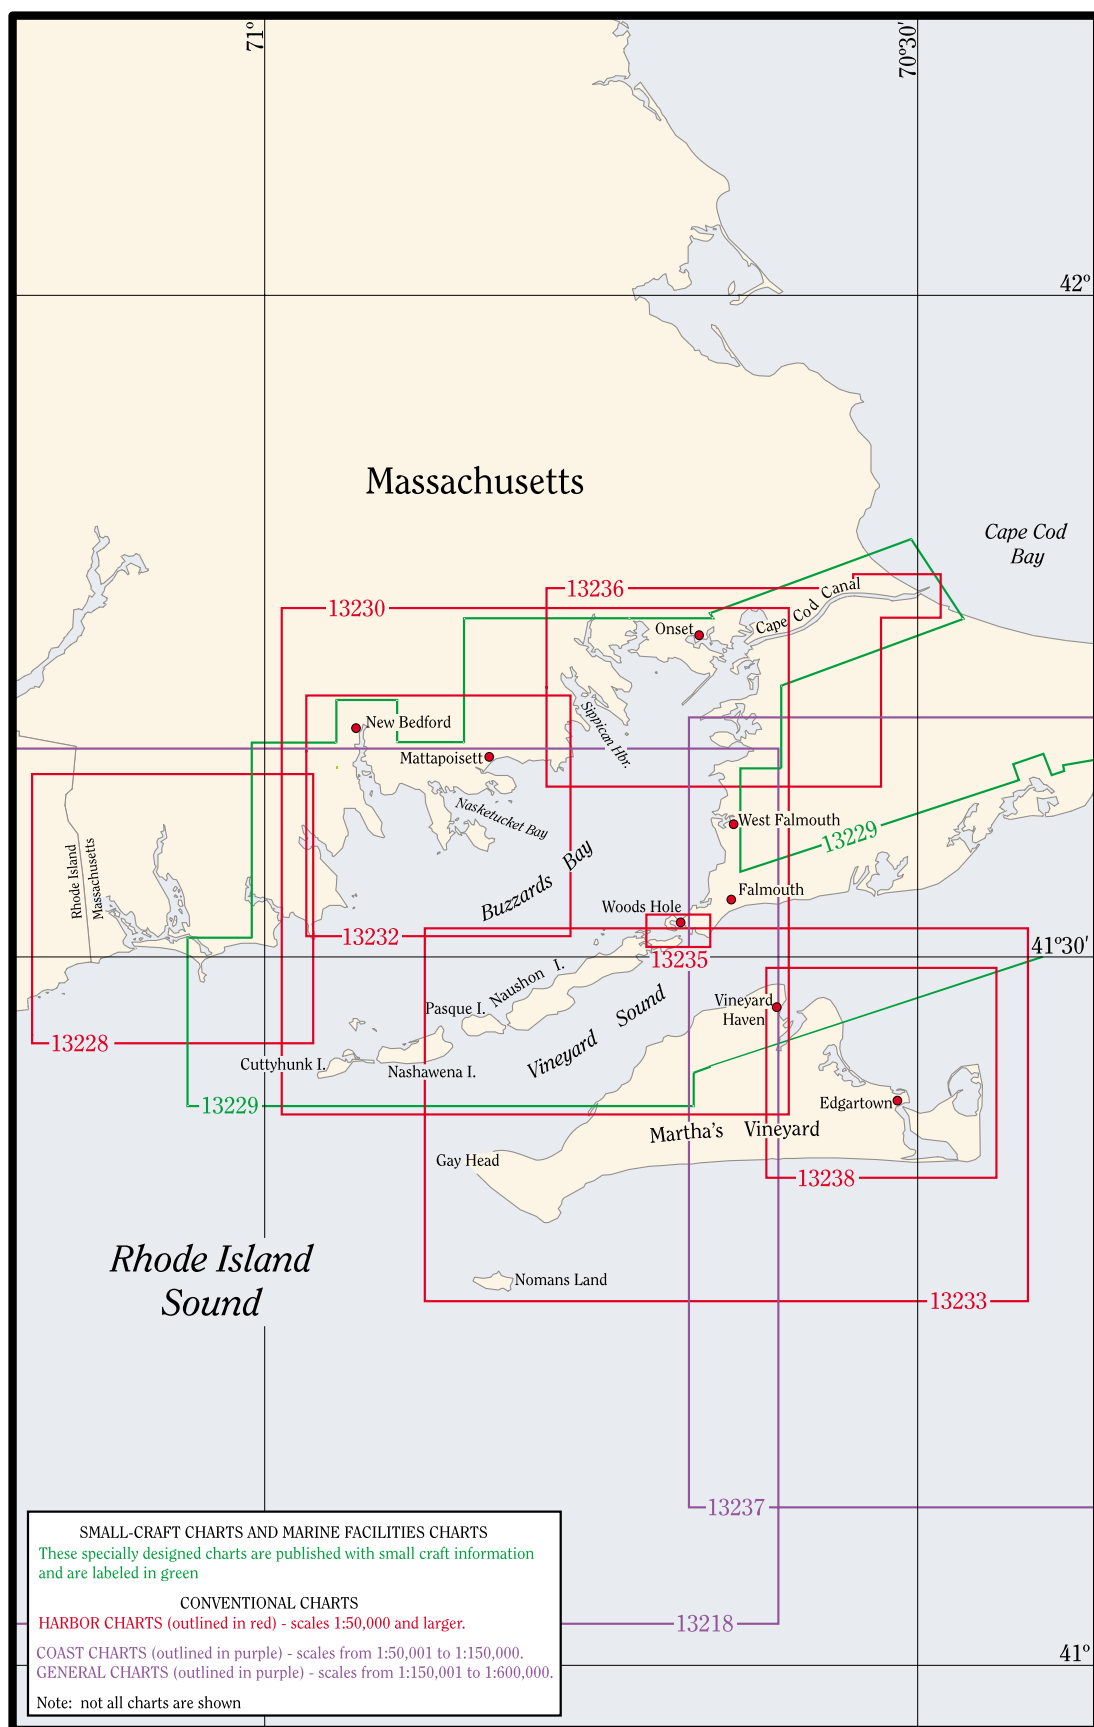 71°
70°30'
42°
Massachusetts
Cape Cod
Bay
13236
Cape Cod Canal
13230
Onset
Sippican Hbr.
New Bedford
Mattapoisett
Nasketucket Bay
West Falmouth
13229
Rhode Island
Massachusetts
Buzzards Bay
Falmouth
Woods Hole
13232
41°30'
13235
Naushon I.
Pasque I.
Vineyard Sound
Vineyard
Haven
13228
Cuttyhunk I.
Nashawena I.
13229
Edgartown
Martha's Vineyard
Gay Head
13238
Rhode Island
Sound
Nomans Land
13233
13237
13218
41°
SMALL-CRAFT CHARTS AND MARINE FACILITIES CHARTS
These specially designed charts are published with small craft information
and are labeled in green
CONVENTIONAL CHARTS
HARBOR CHARTS (outlined in red) - scales 1:50,000 and larger.
COAST CHARTS (outlined in purple) - scales from 1:50,001 to 1:150,000.
GENERAL CHARTS (outlined in purple) - scales from 1:150,001 to 1:600,000.
Note: not all charts are shown